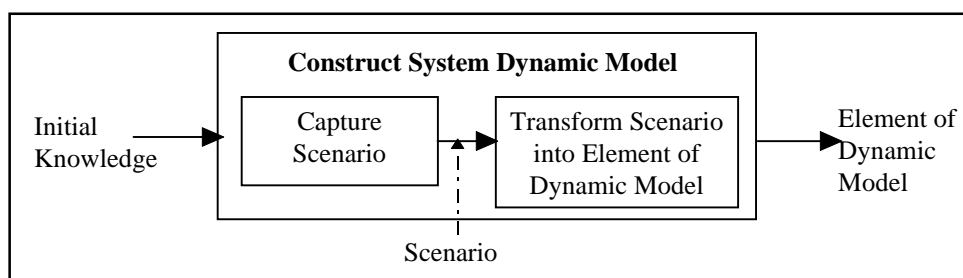 Construct System Dynamic Model
Initial
Knowledge
Capture
Scenario
Transform Scenario
into Element of
Dynamic Model
Element of
Dynamic
Model
Scenario